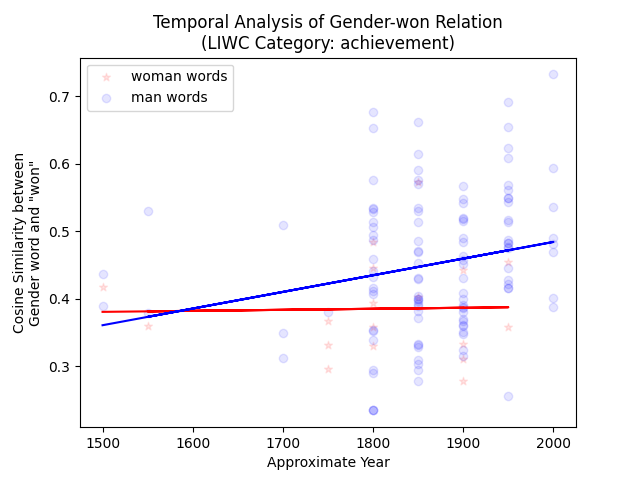 Temporal Analysis of Gender-won Relation
(LIWC Category: achievement)
woman words
man words
0.7
0.6
0.5
0.4
0.3
Cosine Similarity between
Gender word and "won"
1500
1600
1700
1800
1900
2000
Approximate Year